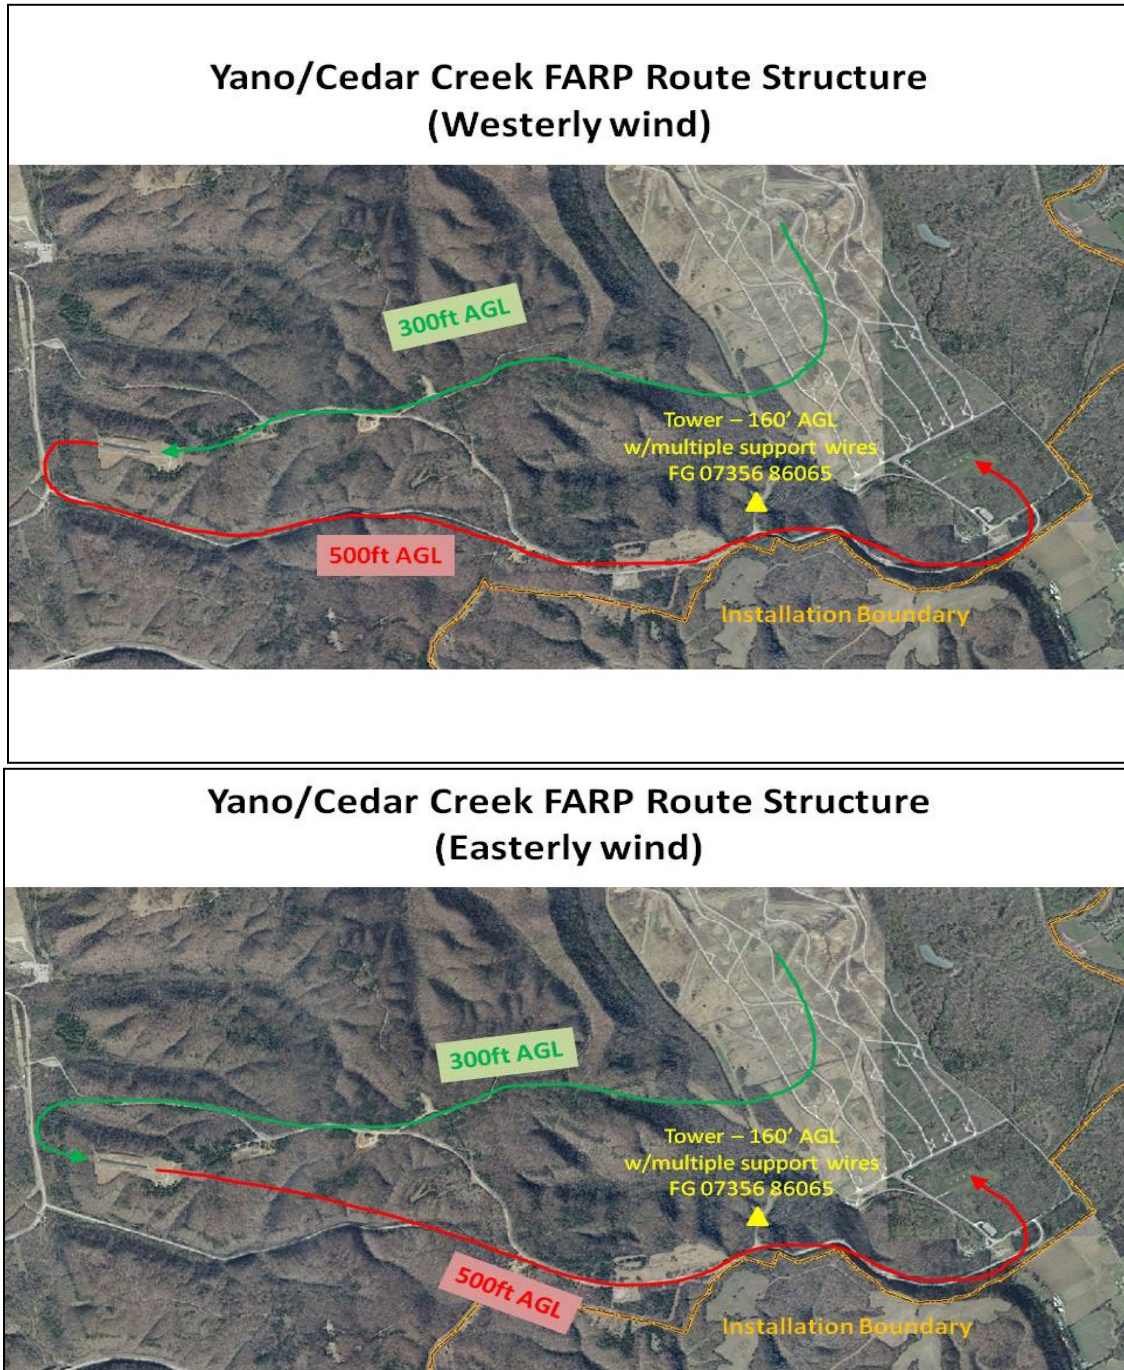 Yano/Cedar Creek FARP Route Structure
(Westerly wind)
300ft AGL
Tower – 160’ AGL
w/multiple support wires
FG 07356 86065
500ft AGL
Installation Boundary
Yano/Cedar Creek FARP Route Structure
(Easterly wind)
300ft AGL
Tower – 160’ AGL
w/multiple support wires
FG 07356 86065
500ft AGL
Installation Boundary